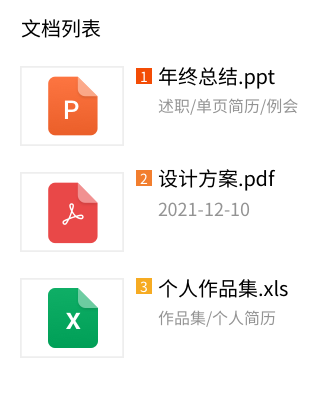 文档列表
1 年终总结.ppt
述职/单页简历/例会
P
2 设计方案.pdf
2021-12-10
3 个人作品集.xls
作品集/个人简历
X